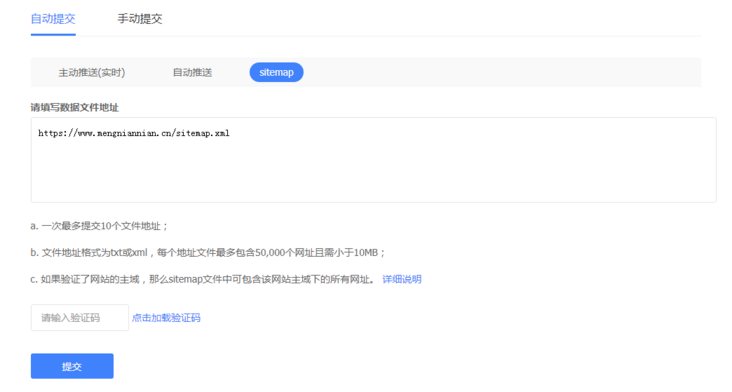 自动提交 手动提交
主动推送(实时) 自动推送 sitemap
请填写数据文件地址
https://www.mengniannian.cn/sitemap.xml
a. 一次最多提交10个文件地址；
b. 文件地址格式为txt或xml，每个地址文件最多包含50,000个网址且需小于10MB；
c. 如果验证了网站的主域，那么sitemap文件中可包含该网站主域下的所有网址。 详细说明
请输入验证码 点击加载验证码
提交